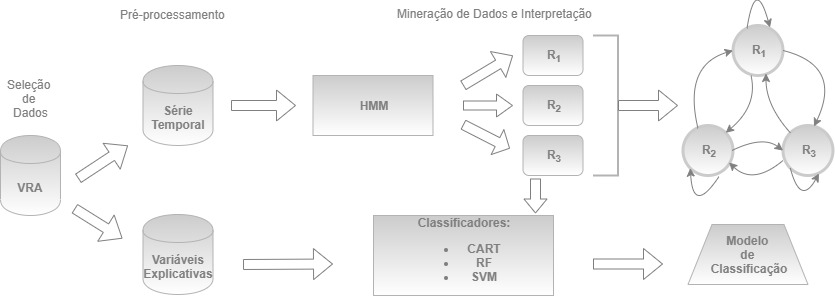 Pré-processamento
Mineração de Dados e Interpretação
Seleção
de
Dados
VRA
Série
Temporal
HMM
R1
R2
R3
R1
R2
R3
Variáveis
Explicativas
Classificadores:
• CART
• RF
• SVM
Modelo
de
Classificação